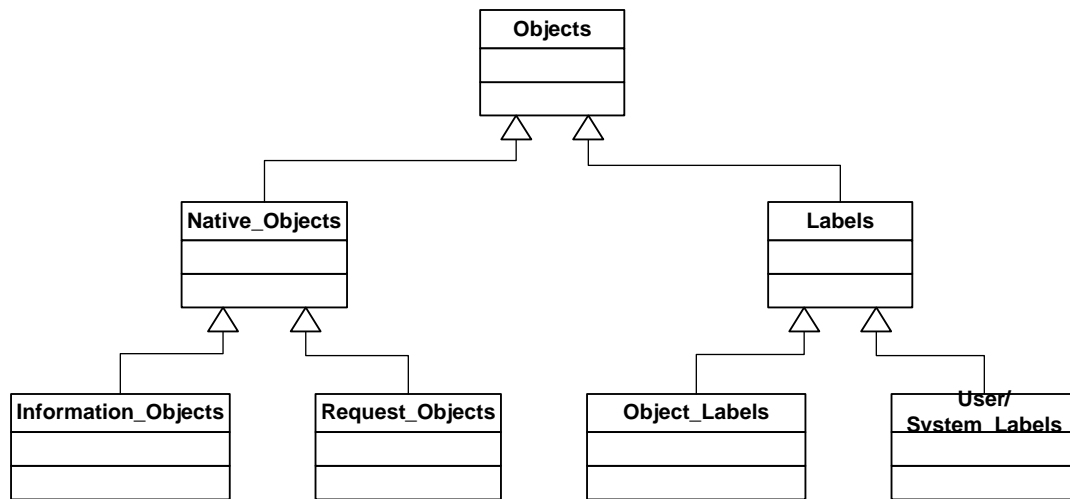 Objects
Native_Objects
Labels
Information_Objects
Request_Objects
Object_Labels
User/
System_Labels